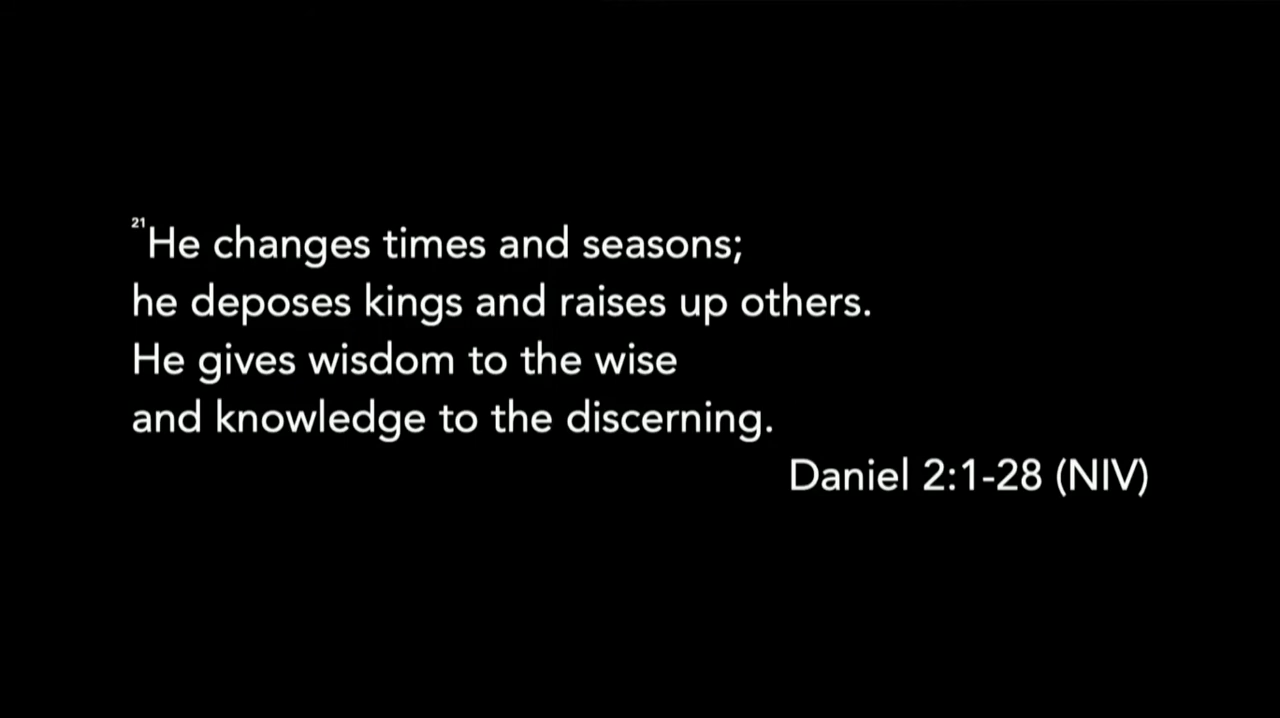 21He changes times and seasons;
he deposes kings and raises up others.
He gives wisdom to the wise
and knowledge to the discerning.
Daniel 2:1-28 (NIV)